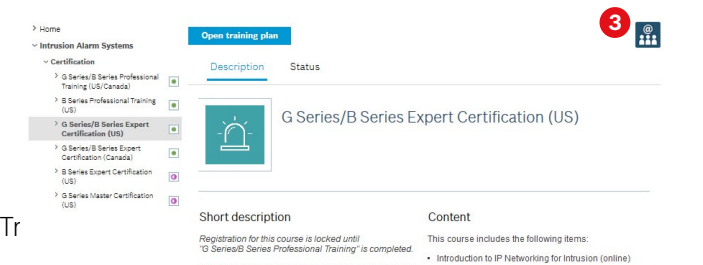 > Home
Intrusion Alarm Systems
Certification
> G Series/B Series Professional
Training (US/Canada)
> B Series Professional Training
(US)
> G Series/B Series Expert
Certification (US)
> G Series/B Series Expert
Certification (Canada)
> B Series Expert Certification
(US)
> G Series Master Certification
(US)
Tr
Open training plan
3
@
Description Status
G Series/B Series Expert Certification (US)
Short description
Registration for this course is locked until
"G Series/B Series Professional Training" is completed.
Content
This course includes the following items:
• Introduction to IP Networking for Intrusion (online)